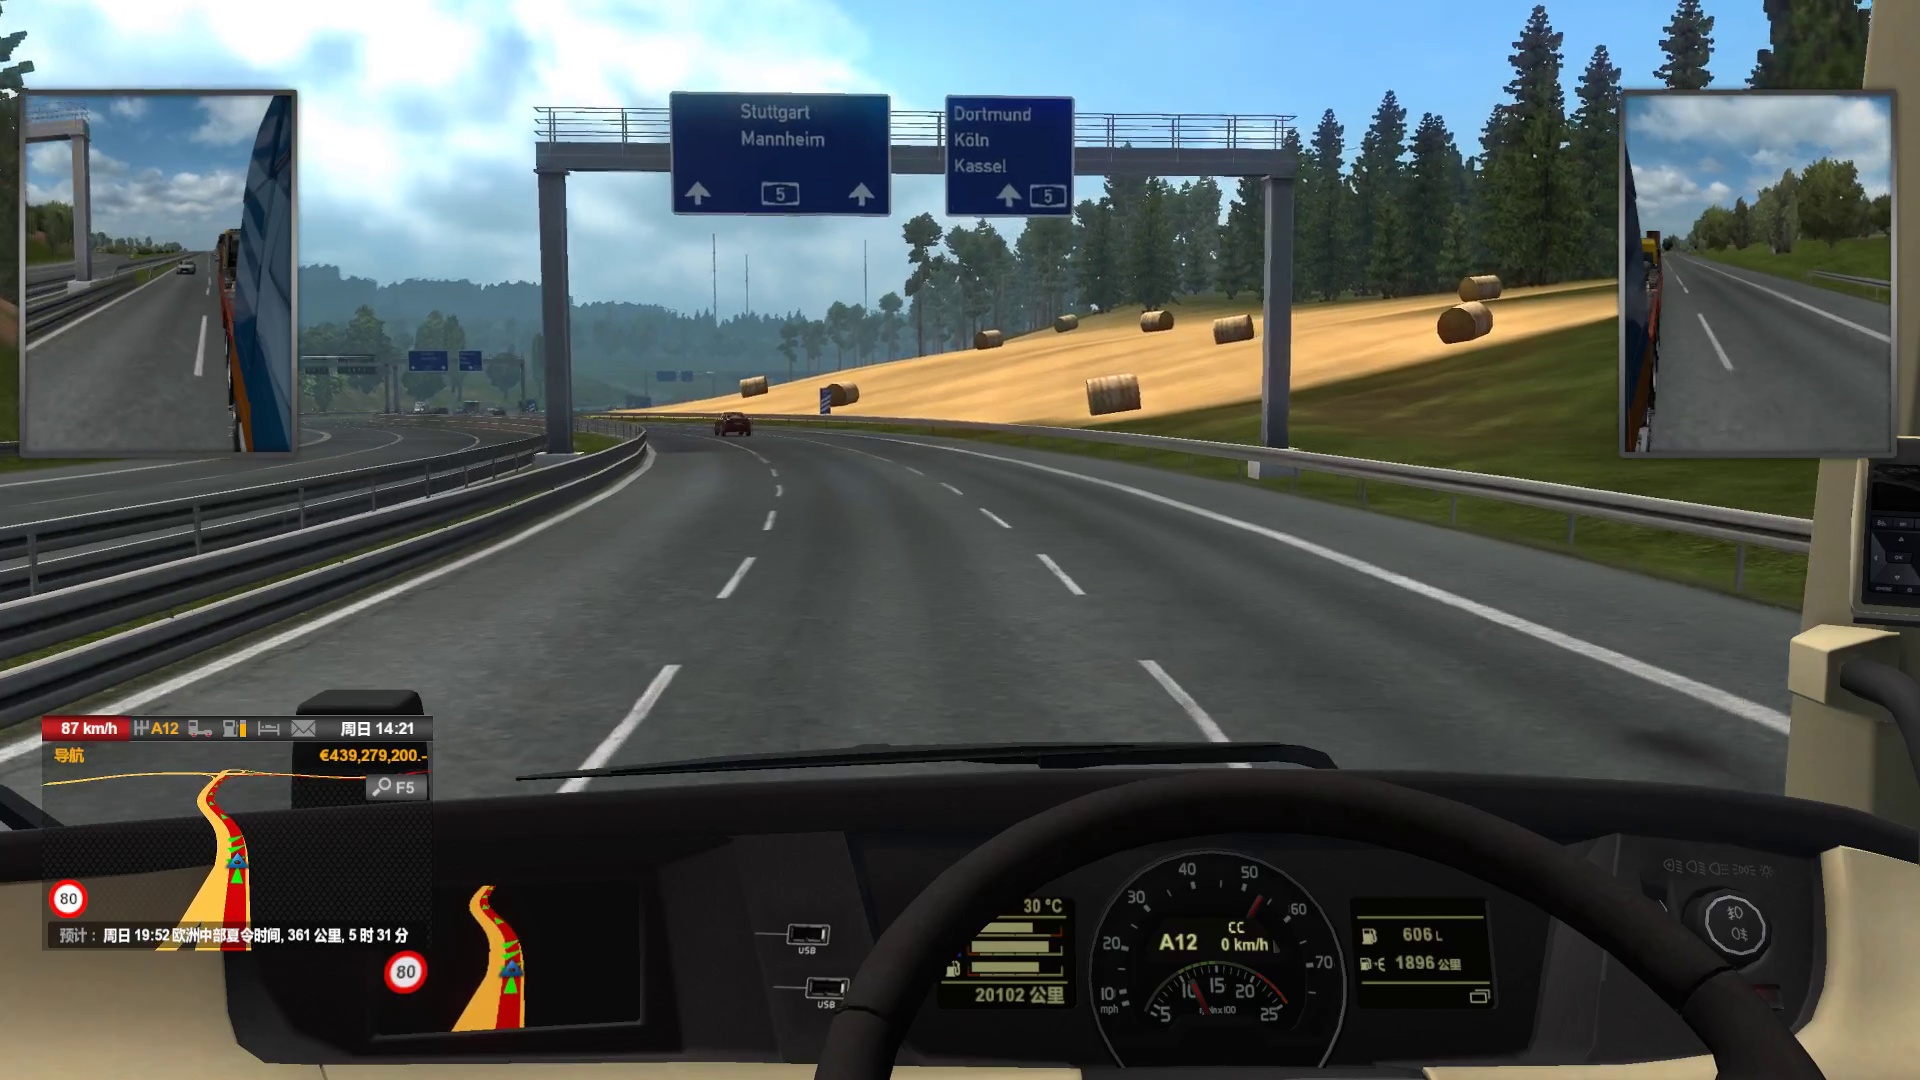 Stuttgart
Mannheim
5
Dortmund
Köln
Kassel
5
87 km/h A12 周日 14:21
导航 €439,279,200.-
F5
80
预计： 周日 19:52 欧洲中部夏令时间, 361 公里, 5 时 31 分
80
USB
USB
30 °C
20102 公里
10 20 30 40 50 60 70
mph
A12
CC
0 km/h
5 10 15 20 25
606 L
1896 公里